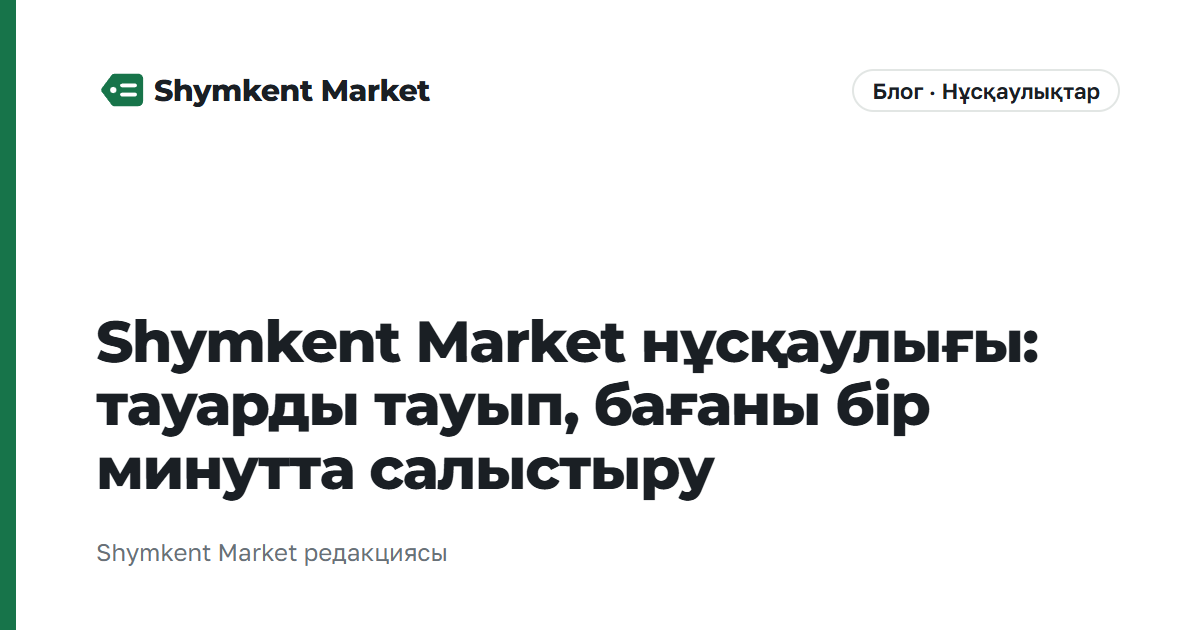 Shymkent Market
Блог · Нұсқаулықтар
Shymkent Market нұсқаулығы:
тауарды тауып, бағаны бір
минутта салыстыру
Shymkent Market редакциясы